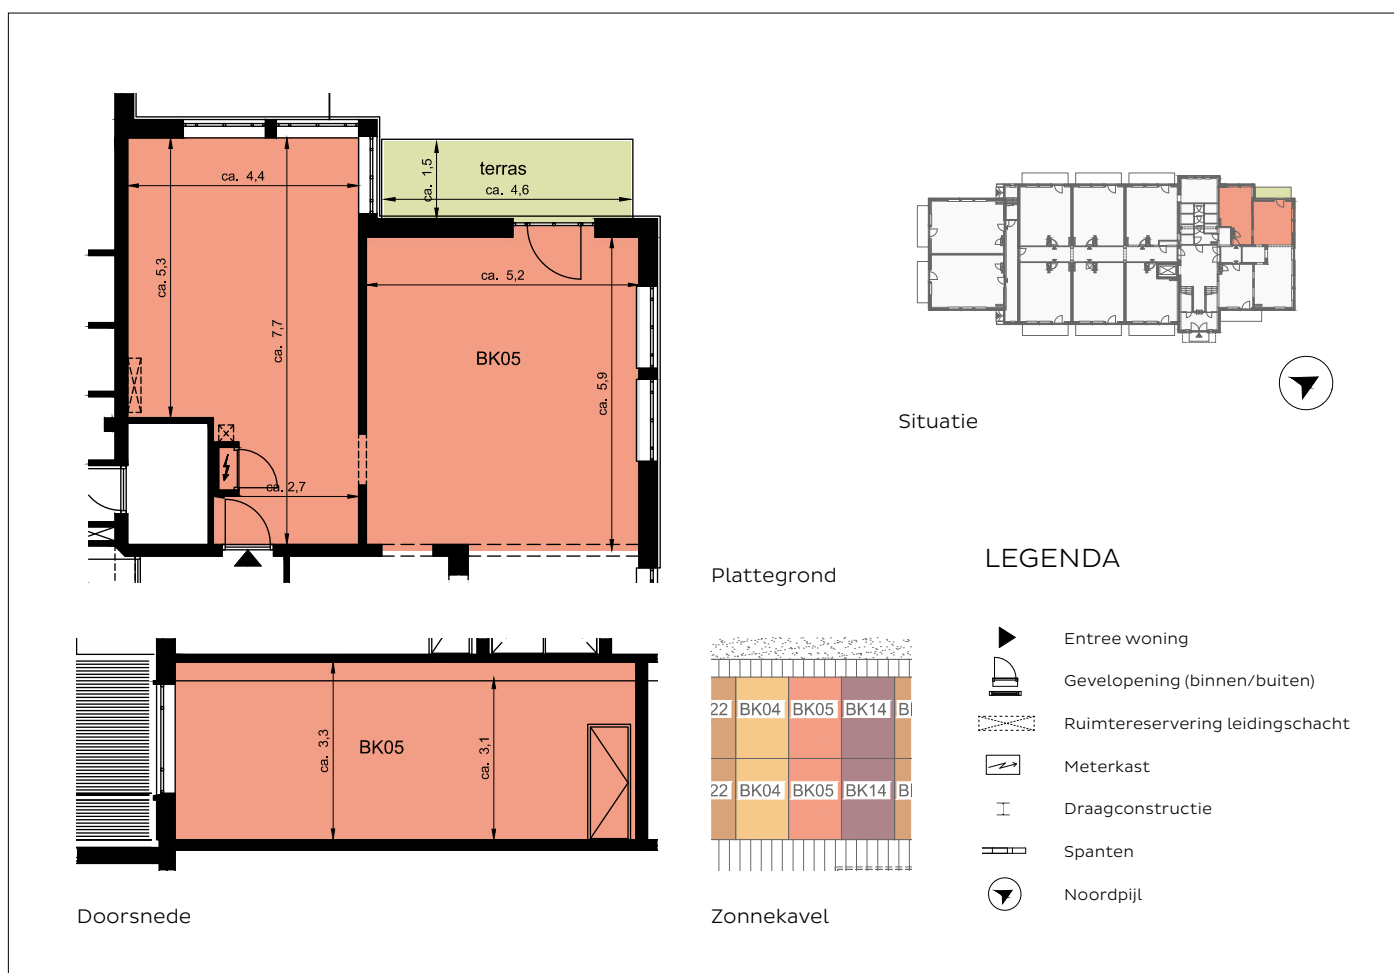 terras
ca. 1,5
ca. 4,6
ca. 4,4
ca. 5,3
ca. 7,7
ca. 5,2
BK05
ca. 5,9
ca. 2,7
Situatie
Plattegrond
BK05
ca. 3,3
ca. 3,1
Doorsnede
22 BK04 BK05 BK14 B
22 BK04 BK05 BK14 B
Zonnekavel
LEGENDA
Entree woning
Gevelopening (binnen/buiten)
Ruimtereservering leidingschacht
Meterkast
Draagconstructie
Spanten
Noordpijl